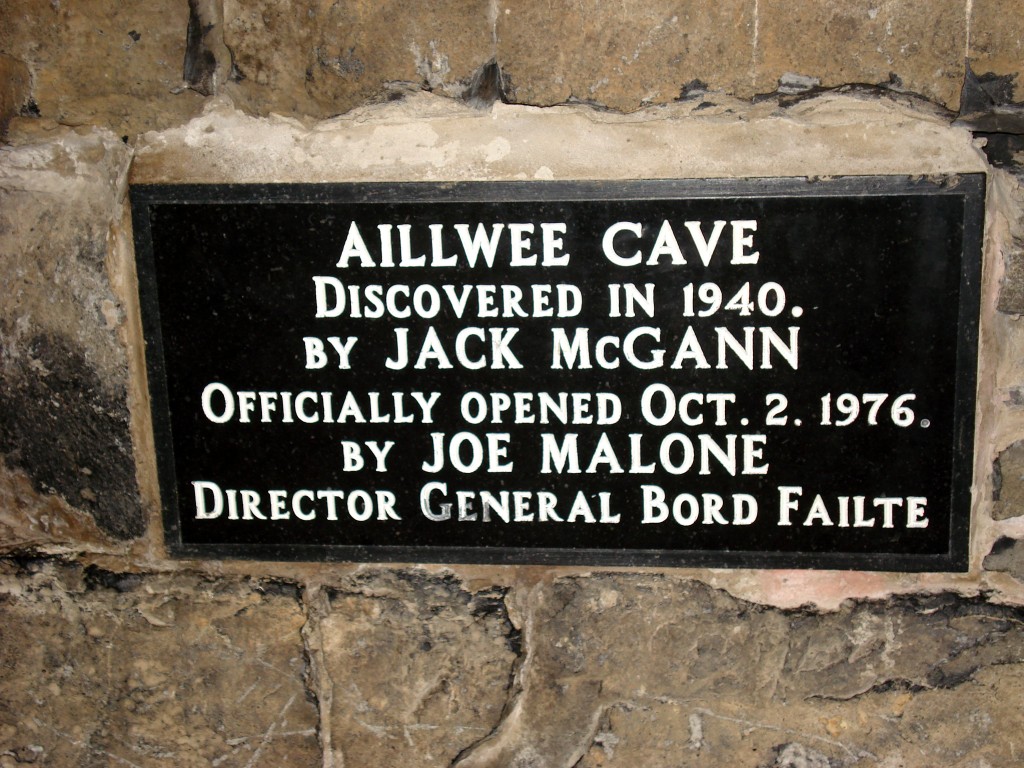 AILLWEE CAVE
DISCOVERED IN 1940.
BY JACK McGANN
OFFICIALLY OPENED OCT. 2. 1976.
BY JOE MALONE
DIRECTOR GENERAL BORD FAILTE